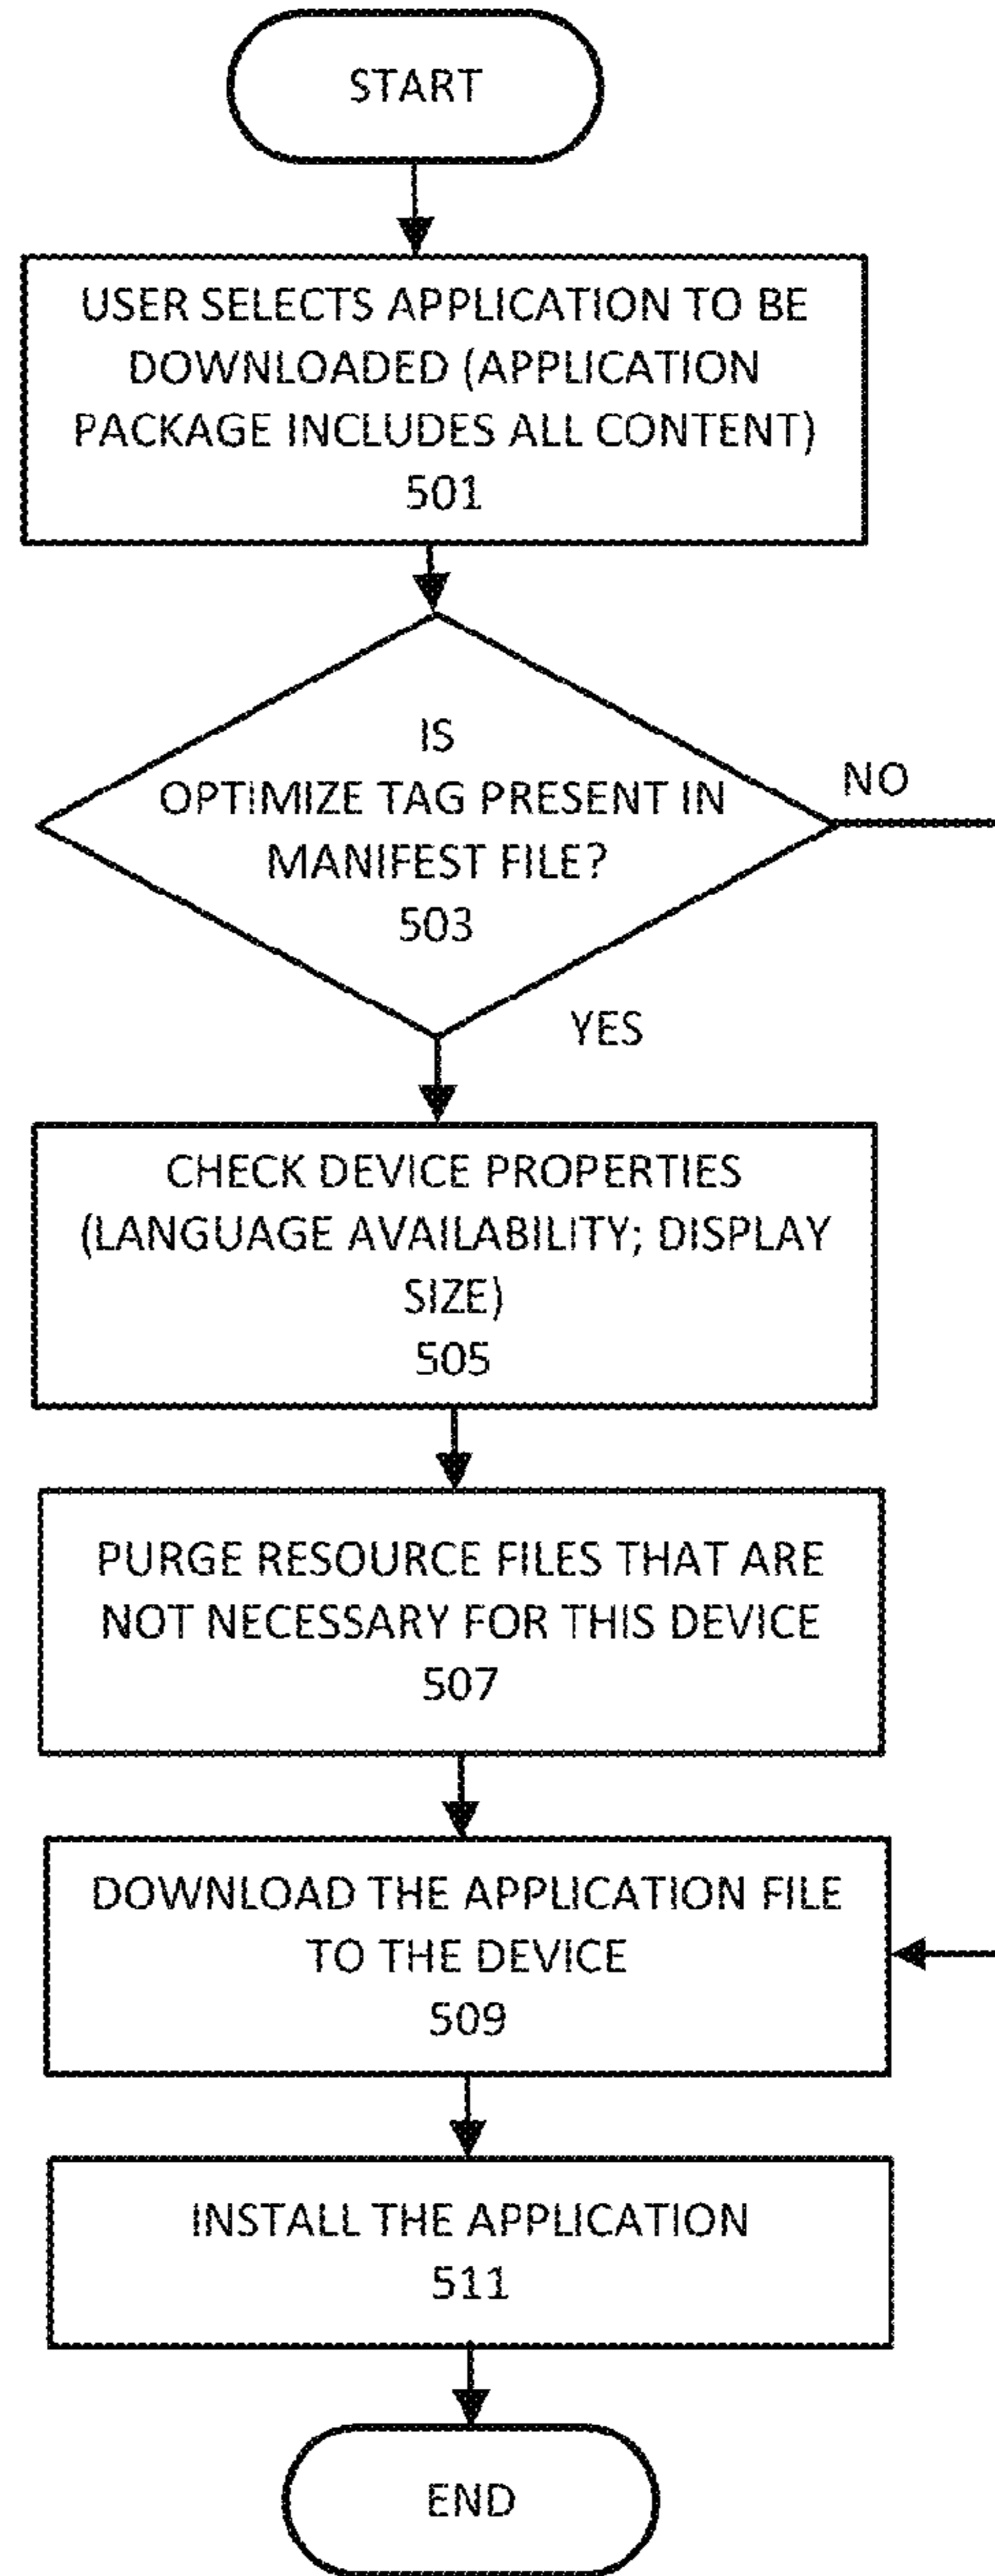 START
USER SELECTS APPLICATION TO BE
DOWNLOADED (APPLICATION
PACKAGE INCLUDES ALL CONTENT)
501
IS
OPTIMIZE TAG PRESENT IN
MANIFEST FILE?
503
NO
YES
CHECK DEVICE PROPERTIES
(LANGUAGE AVAILABILITY; DISPLAY
SIZE)
505
PURGE RESOURCE FILES THAT ARE
NOT NECESSARY FOR THIS DEVICE
507
DOWNLOAD THE APPLICATION FILE
TO THE DEVICE
509
INSTALL THE APPLICATION
511
END